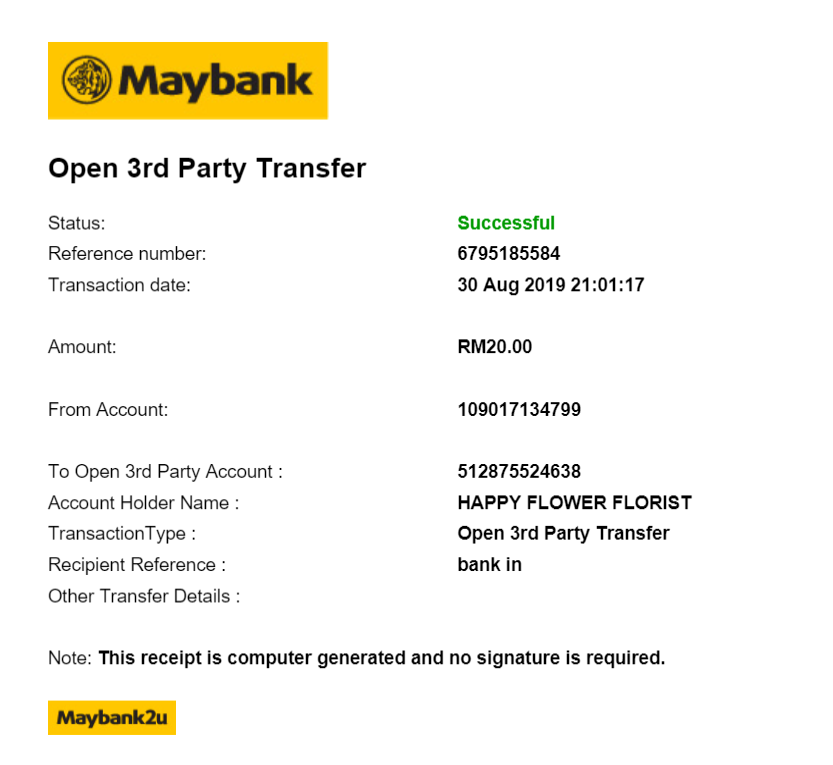 Maybank
Open 3rd Party Transfer
Status: Successful
Reference number: 6795185584
Transaction date: 30 Aug 2019 21:01:17
Amount: RM20.00
From Account: 109017134799
To Open 3rd Party Account : 512875524638
Account Holder Name : HAPPY FLOWER FLORIST
TransactionType : Open 3rd Party Transfer
Recipient Reference : bank in
Other Transfer Details :
Note: This receipt is computer generated and no signature is required.
Maybank2u